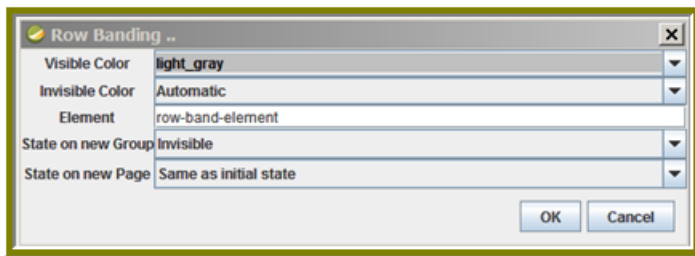 Row Banding ..
Visible Color light_gray
Invisible Color Automatic
Element row-band-element
State on new Group Invisible
State on new Page Same as initial state
OK Cancel